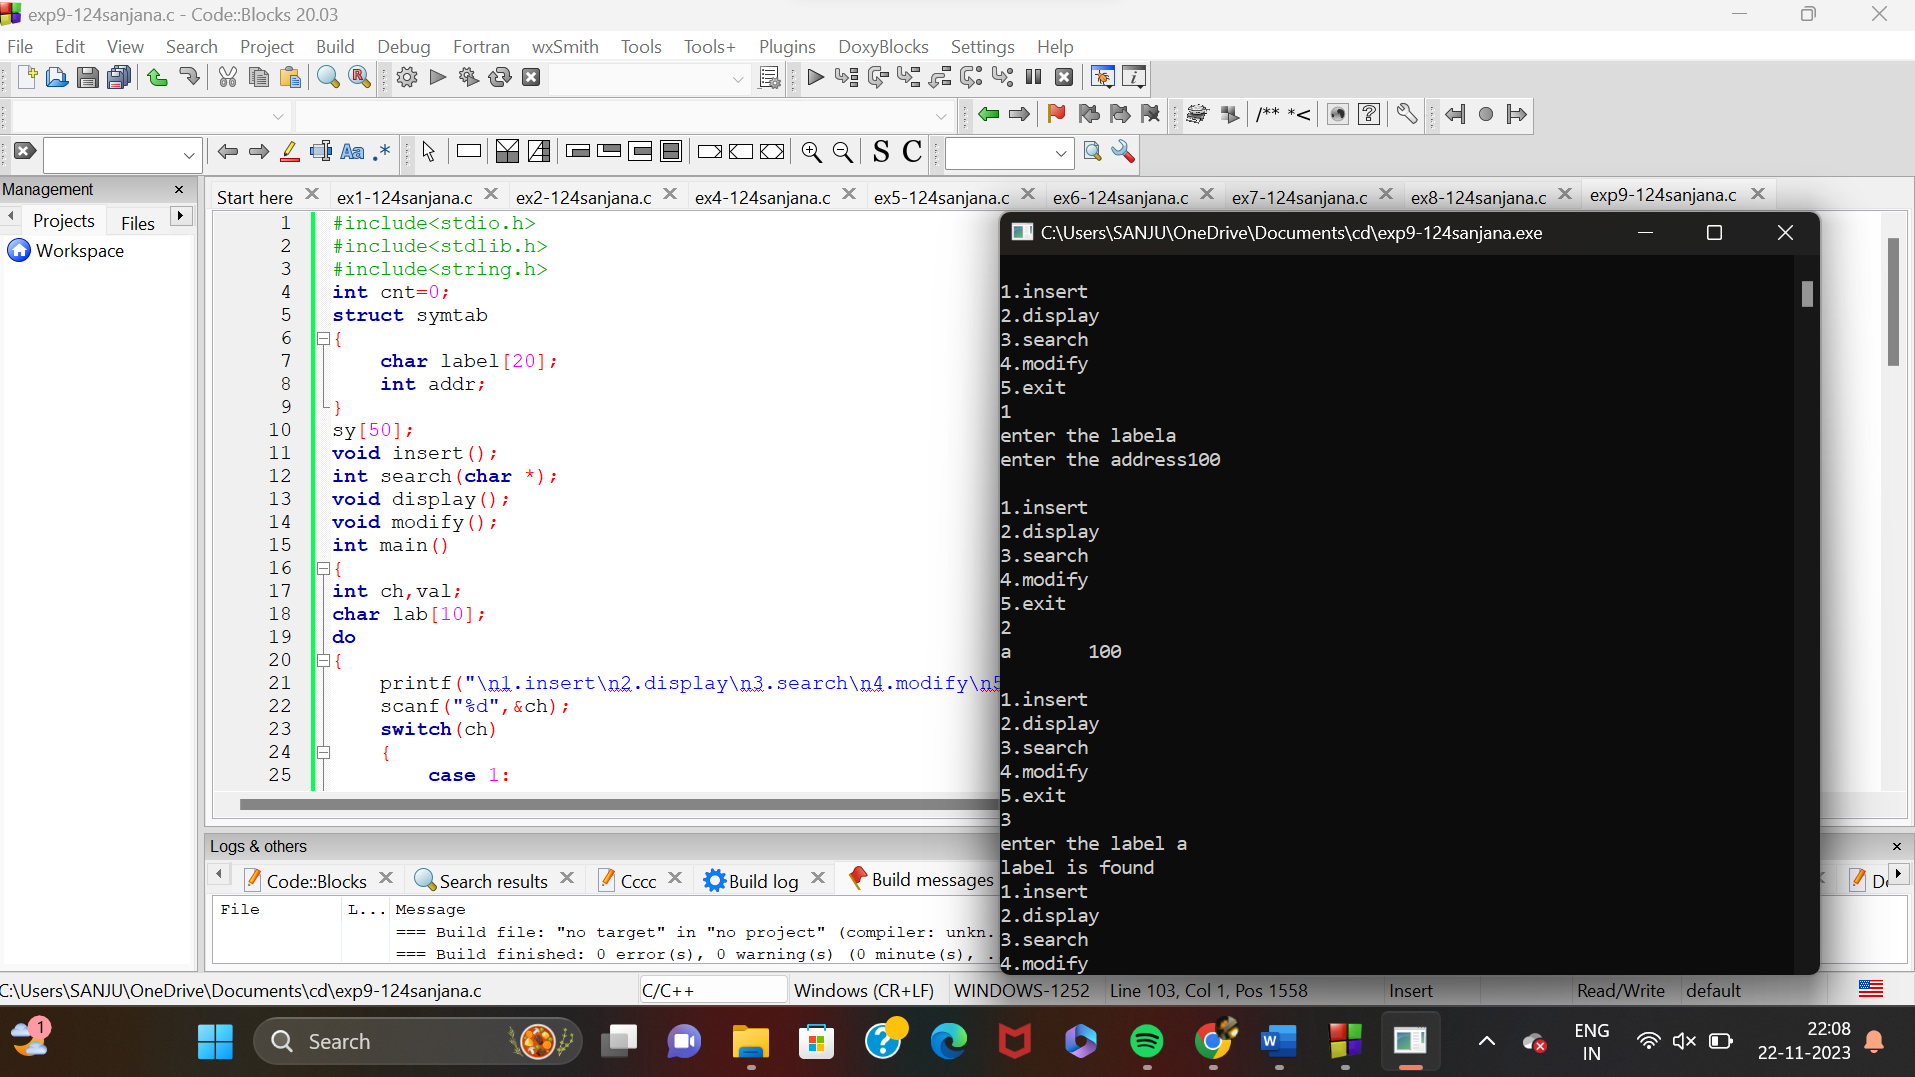 exp9-124sanjana.c - Code::Blocks 20.03
File Edit View Search Project Build Debug Fortran wxSmith Tools Tools+ Plugins DoxyBlocks Settings Help
/** *<
Aa .* S C
Management
Projects Files
Workspace
Start here ex1-124sanjana.c ex2-124sanjana.c ex4-124sanjana.c ex5-124sanjana.c ex6-124sanjana.c ex7-124sanjana.c ex8-124sanjana.c exp9-124sanjana.c
1 #include<stdio.h>
2 #include<stdlib.h>
3 #include<string.h>
4 int cnt=0;
5 struct symtab
6 {
7 char label[20];
8 int addr;
9 }
10 sy[50];
11 void insert();
12 int search(char *);
13 void display();
14 void modify();
15 int main()
16 {
17 int ch,val;
18 char lab[10];
19 do
20 {
21 printf("\n1.insert\n2.display\n3.search\n4.modify\n5
22 scanf("%d",&ch);
23 switch(ch)
24 {
25 case 1:
C:\Users\SANJU\OneDrive\Documents\cd\exp9-124sanjana.exe
1.insert
2.display
3.search
4.modify
5.exit
1
enter the labela
enter the address100
1.insert
2.display
3.search
4.modify
5.exit
2
a 100
1.insert
2.display
3.search
4.modify
5.exit
3
enter the label a
label is found
1.insert
2.display
3.search
4.modify
Logs & others
Code::Blocks Search results Cccc Build log Build messages
File L... Message
=== Build file: "no target" in "no project" (compiler: unkn.
=== Build finished: 0 error(s), 0 warning(s) (0 minute(s), .
C:\Users\SANJU\OneDrive\Documents\cd\exp9-124sanjana.c C/C++ Windows (CR+LF) WINDOWS-1252 Line 103, Col 1, Pos 1558 Insert Read/Write default
1
Search
ENG
IN
22:08
22-11-2023